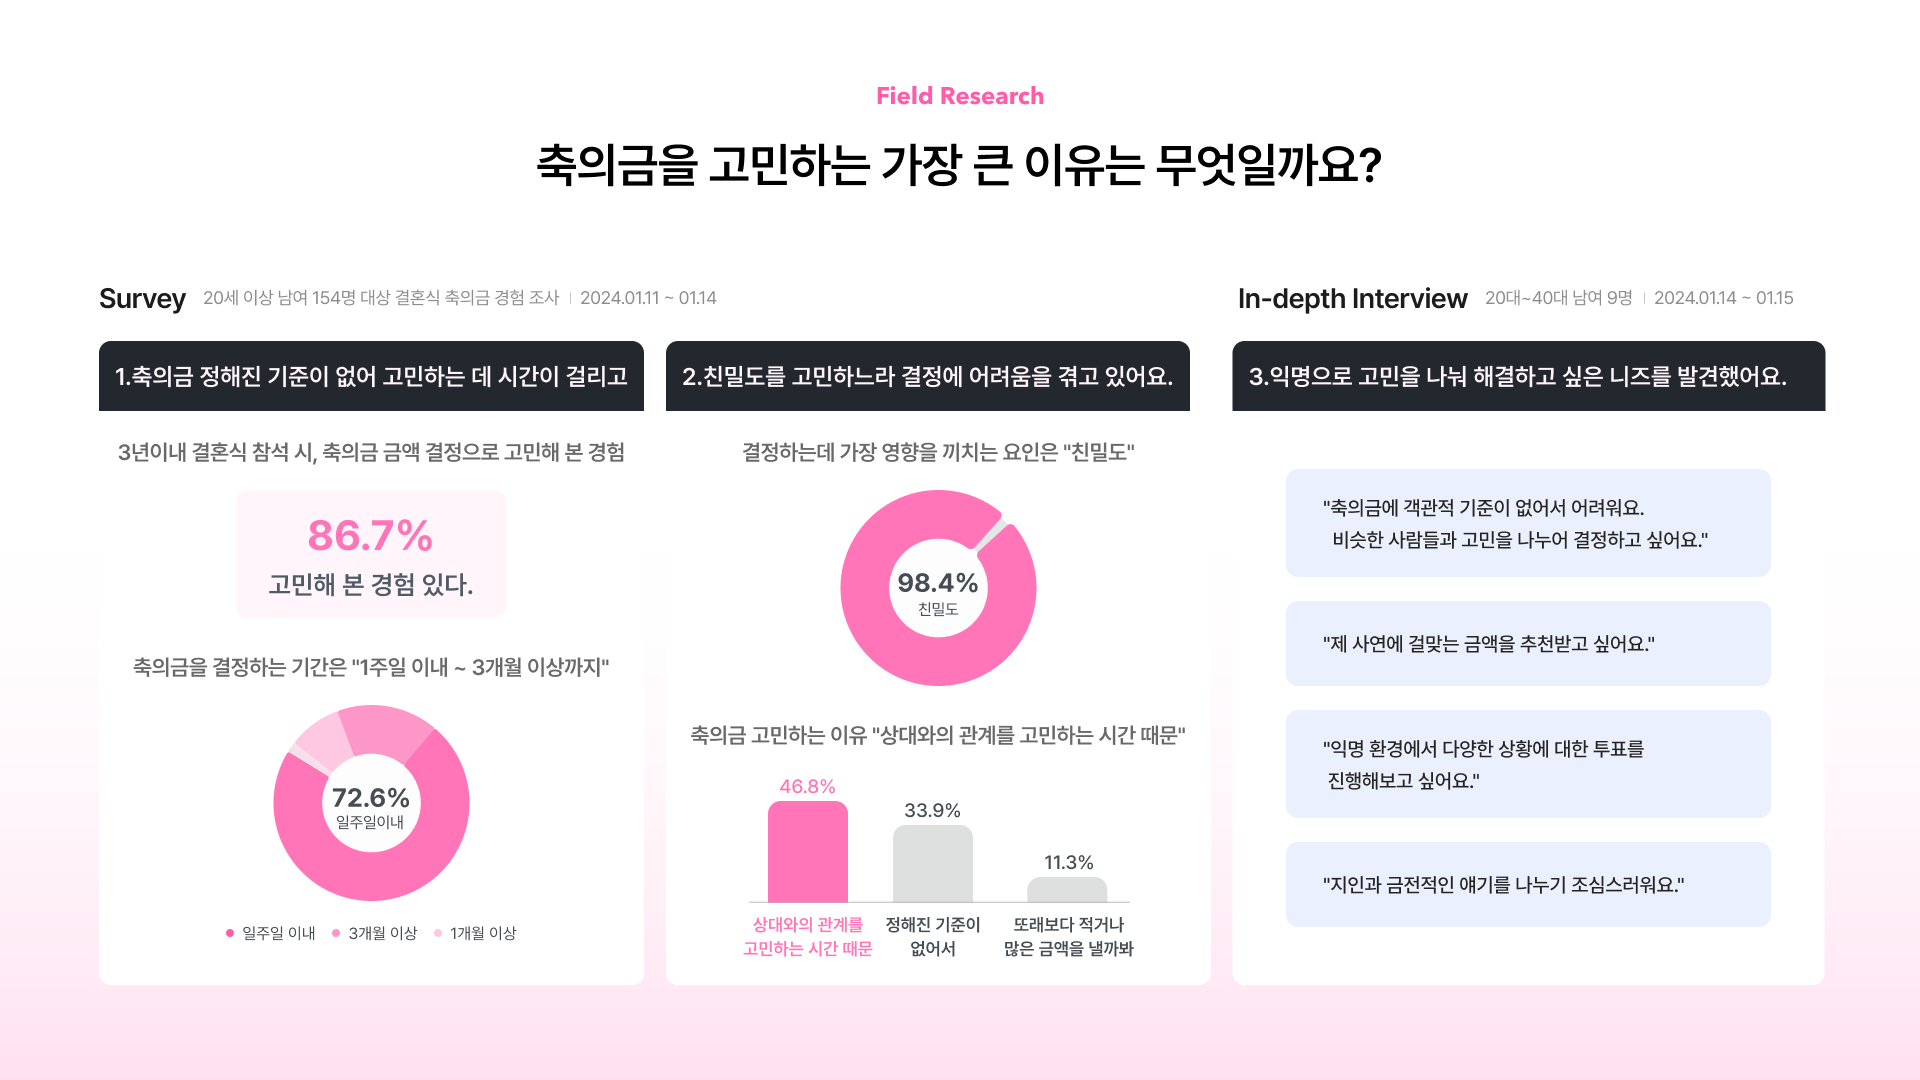 Field Research
축의금을 고민하는 가장 큰 이유는 무엇일까요?
Survey 20세 이상 남여 154명 대상 결혼식 축의금 경험 조사 | 2024.01.11 ~ 01.14
1.축의금 정해진 기준이 없어 고민하는 데 시간이 걸리고
3년이내 결혼식 참석 시, 축의금 금액 결정으로 고민해 본 경험
86.7%
고민해 본 경험 있다.
축의금을 결정하는 기간은 "1주일 이내 ~ 3개월 이상까지"
72.6%
일주일이내
일주일 이내 3개월 이상 1개월 이상
2.친밀도를 고민하느라 결정에 어려움을 겪고 있어요.
결정하는데 가장 영향을 끼치는 요인은 "친밀도"
98.4%
친밀도
축의금 고민하는 이유 "상대와의 관계를 고민하는 시간 때문"
46.8%
33.9%
11.3%
상대와의 관계를
고민하는 시간 때문
정해진 기준이
없어서
또래보다 적거나
많은 금액을 낼까봐
In-depth Interview 20대~40대 남여 9명 | 2024.01.14 ~ 01.15
3.익명으로 고민을 나눠 해결하고 싶은 니즈를 발견했어요.
"축의금에 객관적 기준이 없어서 어려워요.
비슷한 사람들과 고민을 나누어 결정하고 싶어요."
"제 사연에 걸맞는 금액을 추천받고 싶어요."
"익명 환경에서 다양한 상황에 대한 투표를
진행해보고 싶어요."
"지인과 금전적인 얘기를 나누기 조심스러워요."